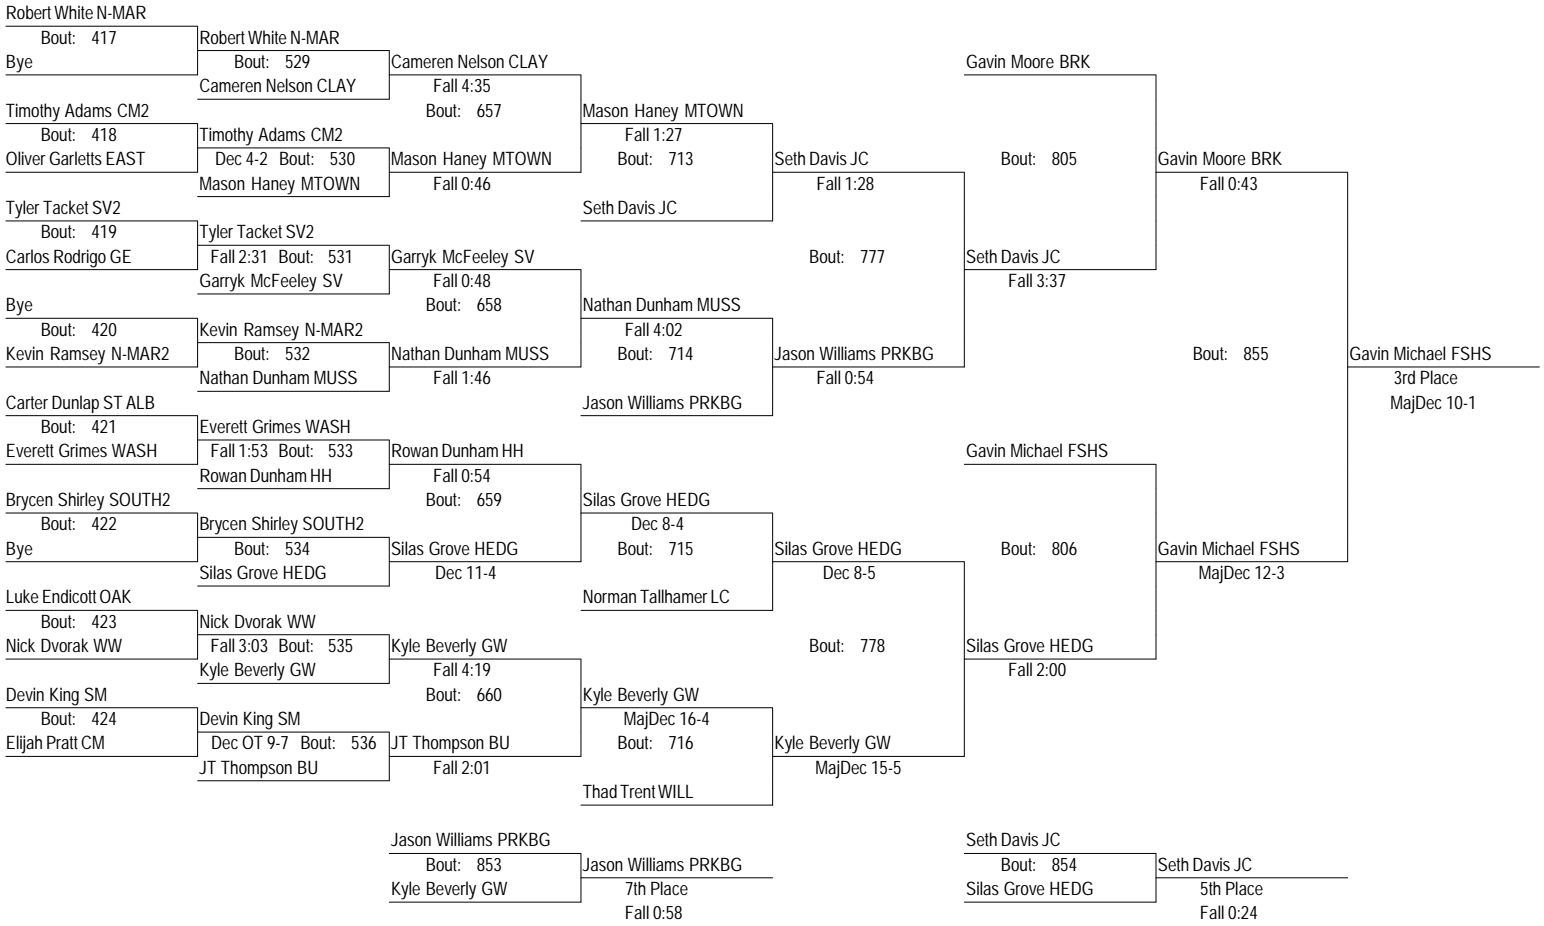 Robert White N-MAR
Bout: 417
Robert White N-MAR
Bye
Bout: 529
Cameren Nelson CLAY
Gavin Moore BRK
Cameren Nelson CLAY
Fall 4:35
Timothy Adams CM2
Bout: 657
Mason Haney MTOWN
Bout: 418
Timothy Adams CM2
Fall 1:27
Oliver Garletts EAST
Dec 4-2 Bout: 530
Mason Haney MTOWN
Bout: 713
Seth Davis JC
Bout: 805
Gavin Moore BRK
Mason Haney MTOWN
Fall 0:46
Fall 1:28
Fall 0:43
Tyler Tacket SV2
Seth Davis JC
Bout: 419
Tyler Tacket SV2
Carlos Rodrigo GE
Fall 2:31 Bout: 531
Garryk McFeeley SV
Bout: 777
Seth Davis JC
Garryk McFeeley SV
Fall 0:48
Fall 3:37
Bye
Bout: 658
Nathan Dunham MUSS
Bout: 420
Kevin Ramsey N-MAR2
Fall 4:02
Kevin Ramsey N-MAR2
Bout: 532
Nathan Dunham MUSS
Bout: 714
Jason Williams PRKBG
Bout: 855
Gavin Michael FSHS
Nathan Dunham MUSS
Fall 1:46
Fall 0:54
3rd Place
Carter Dunlap ST ALB
Jason Williams PRKBG
MajDec 10-1
Bout: 421
Everett Grimes WASH
Everett Grimes WASH
Fall 1:53 Bout: 533
Rowan Dunham HH
Gavin Michael FSHS
Rowan Dunham HH
Fall 0:54
Brycen Shirley SOUTH2
Bout: 659
Silas Grove HEDG
Bout: 422
Brycen Shirley SOUTH2
Dec 8-4
Bye
Bout: 534
Silas Grove HEDG
Bout: 715
Silas Grove HEDG
Bout: 806
Gavin Michael FSHS
Silas Grove HEDG
Dec 11-4
Dec 8-5
MajDec 12-3
Luke Endicott OAK
Norman Tallhamer LC
Bout: 423
Nick Dvorak WW
Nick Dvorak WW
Fall 3:03 Bout: 535
Kyle Beverly GW
Bout: 778
Silas Grove HEDG
Kyle Beverly GW
Fall 4:19
Fall 2:00
Devin King SM
Bout: 660
Kyle Beverly GW
Bout: 424
Devin King SM
MajDec 16-4
Elijah Pratt CM
Dec OT 9-7 Bout: 536
JT Thompson BU
Bout: 716
Kyle Beverly GW
JT Thompson BU
Fall 2:01
MajDec 15-5
Thad Trent WILL
Jason Williams PRKBG
Seth Davis JC
Bout: 853
Jason Williams PRKBG
Bout: 854
Seth Davis JC
Kyle Beverly GW
7th Place
Silas Grove HEDG
5th Place
Fall 0:58
Fall 0:24